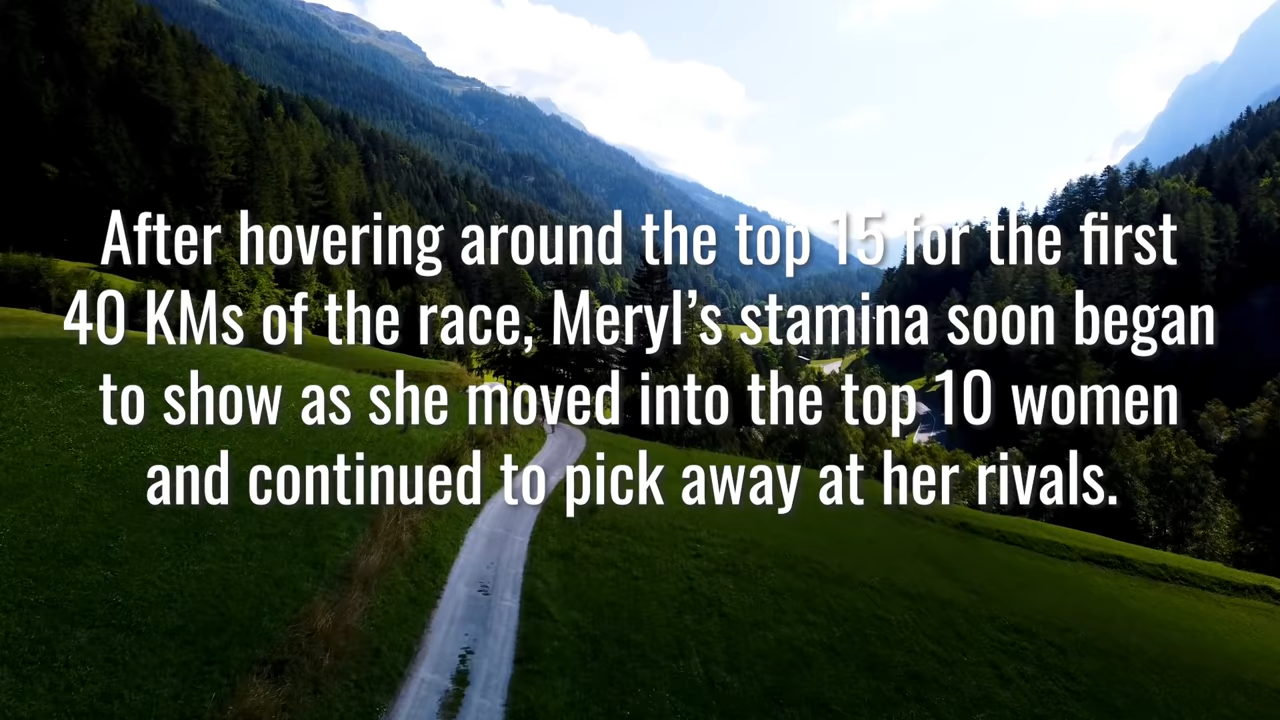 After hovering around the top 15 for the first
40 KMs of the race, Meryl’s stamina soon began
to show as she moved into the top 10 women
and continued to pick away at her rivals.